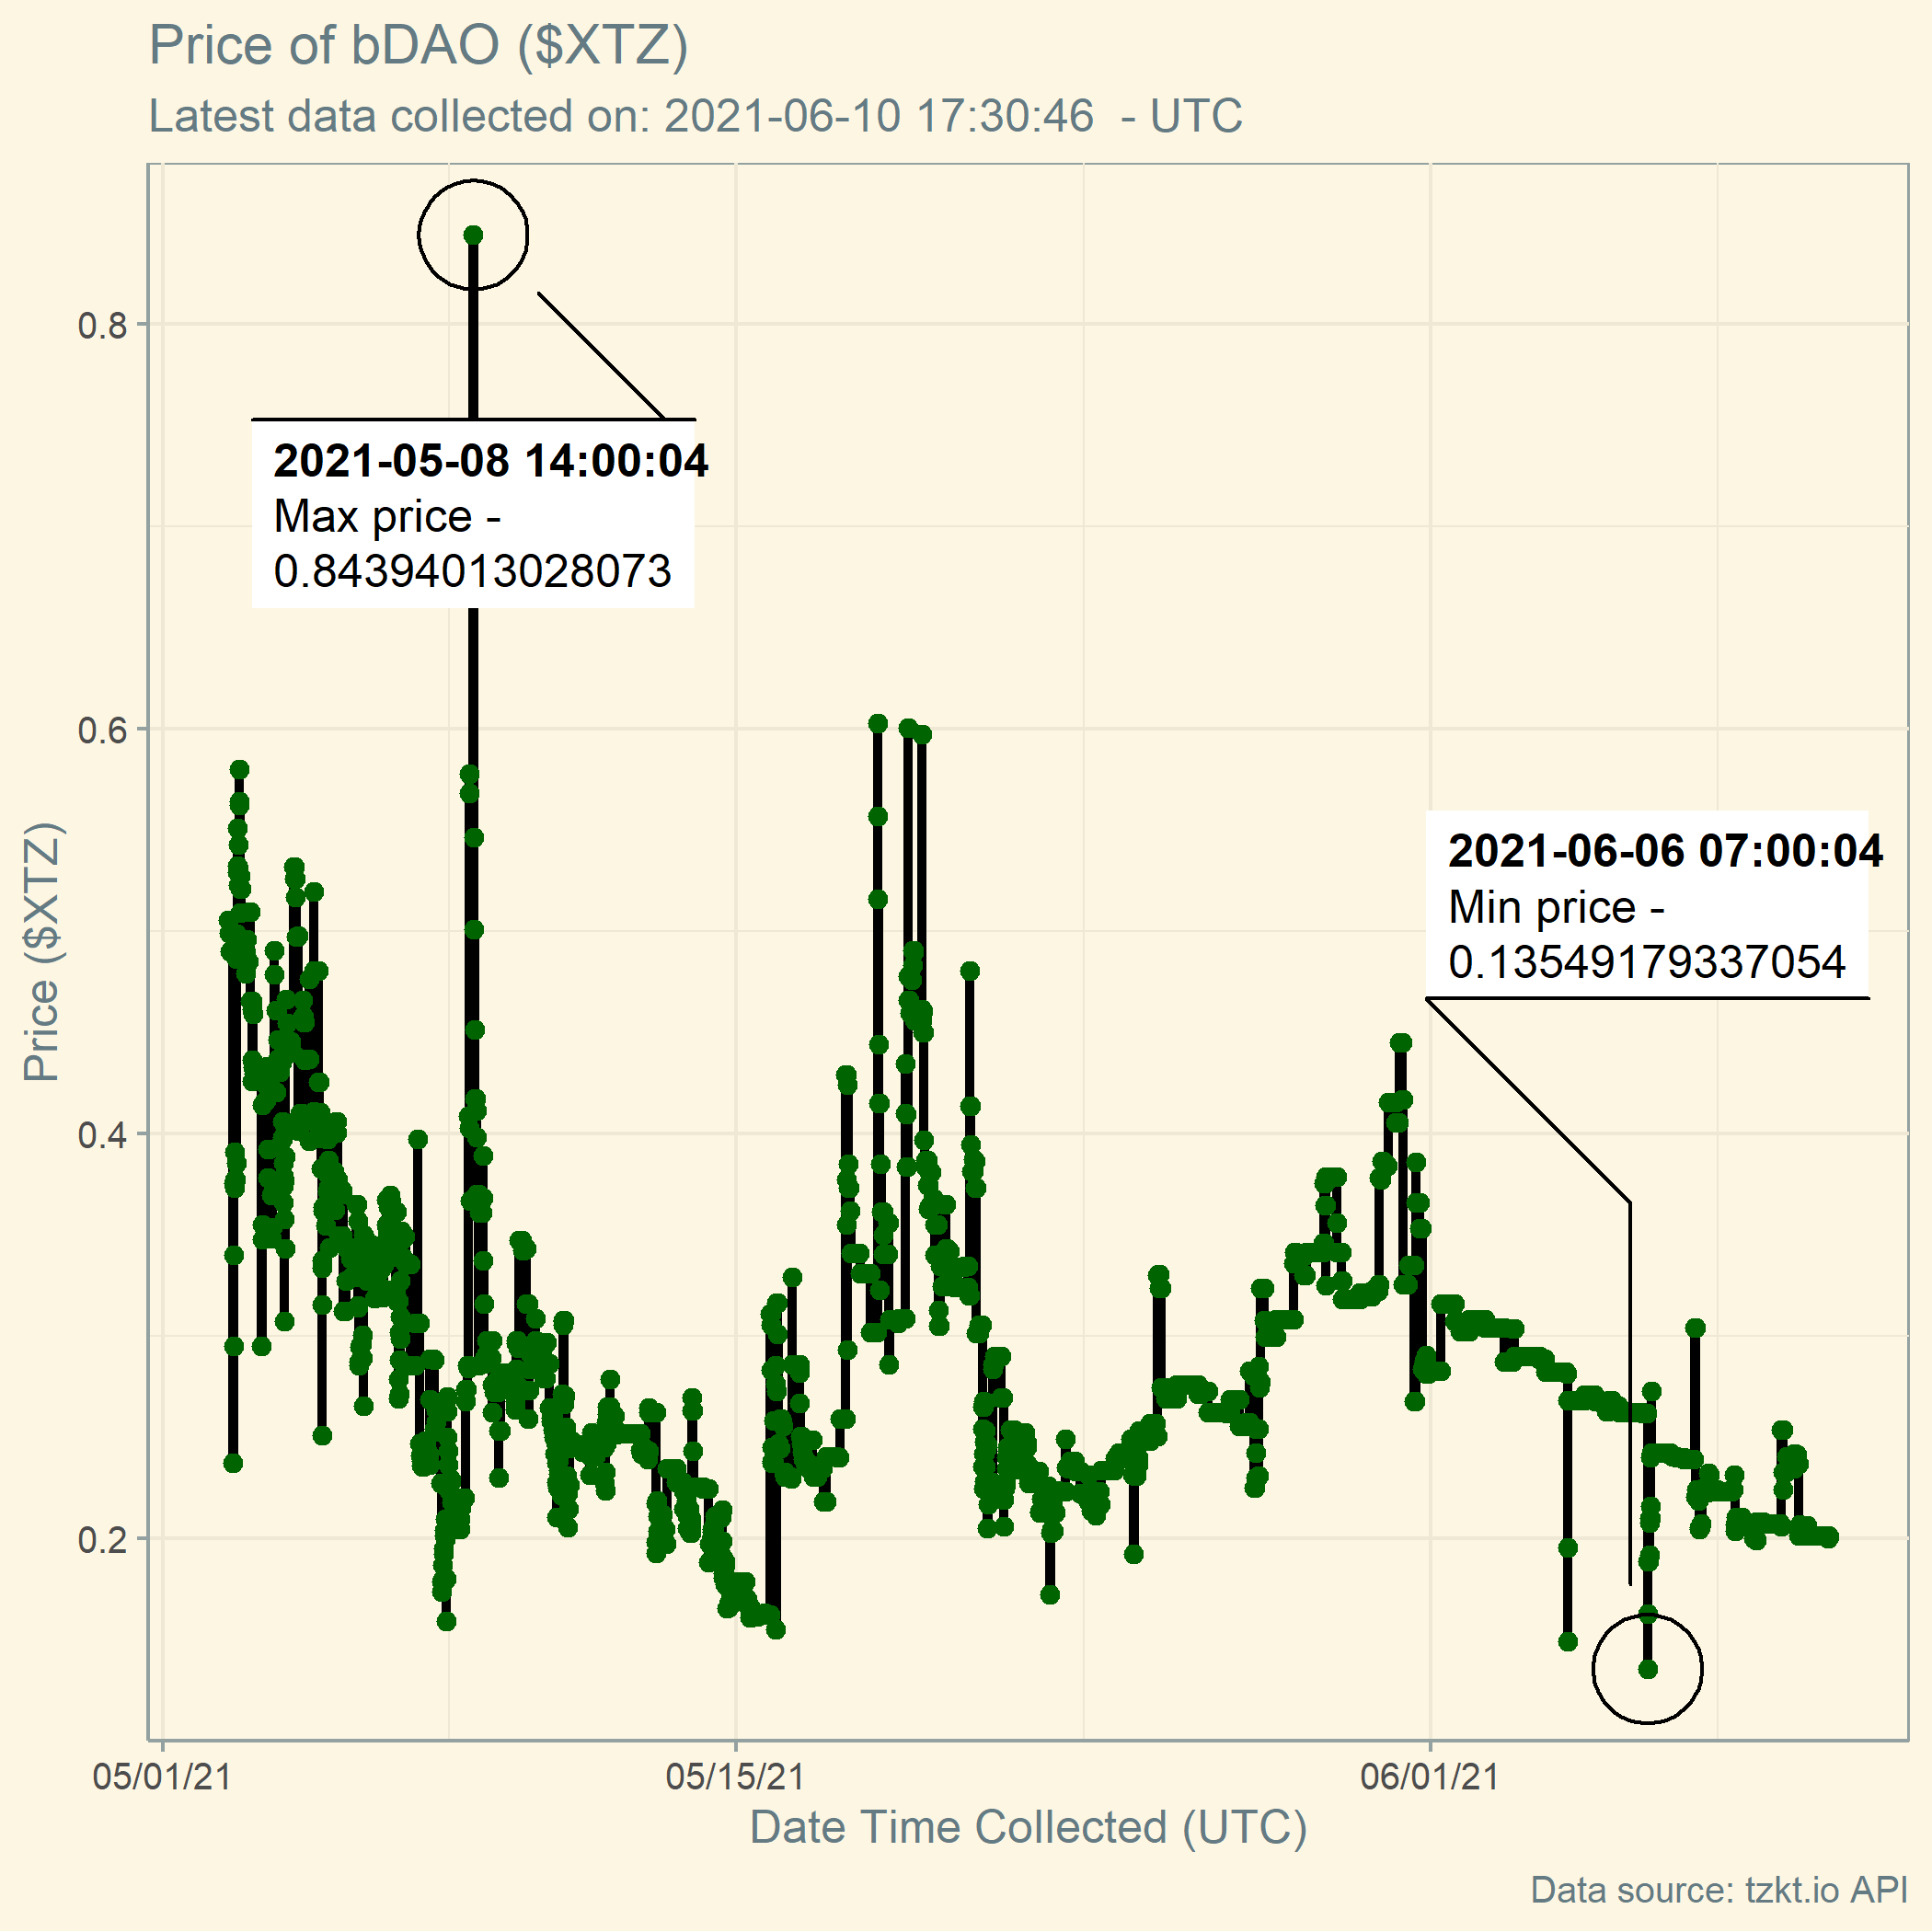 Price of bDAO ($XTZ)
Latest data collected on: 2021-06-10 17:30:46  - UTC
0.8
0.6
0.4
0.2
Price ($XTZ)
2021-05-08 14:00:04
Max price -
0.84394013028073
2021-06-06 07:00:04
Min price -
0.13549179337054
05/01/21
05/15/21
06/01/21
Date Time Collected (UTC)
Data source: tzkt.io API